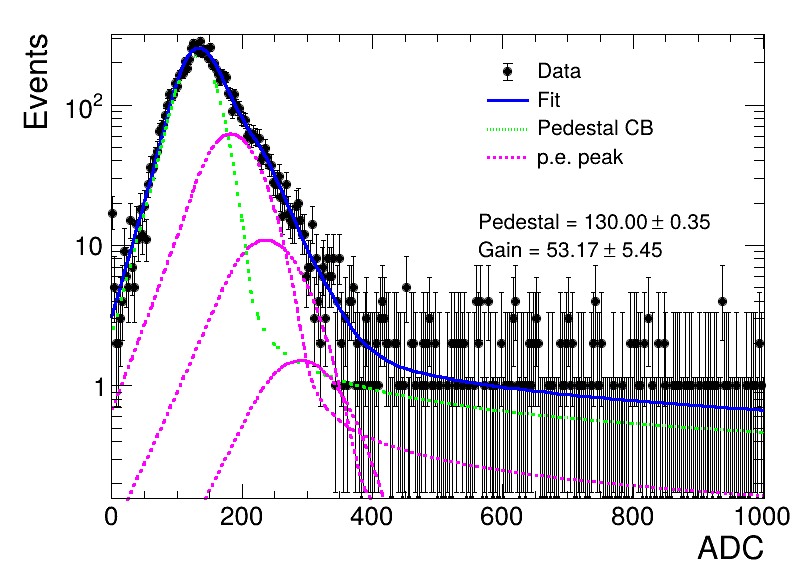 Events
10²
10
1
Data
Fit
Pedestal CB
p.e. peak
Pedestal = 130.00 ± 0.35
Gain = 53.17 ± 5.45
0 200 400 600 800 1000
ADC